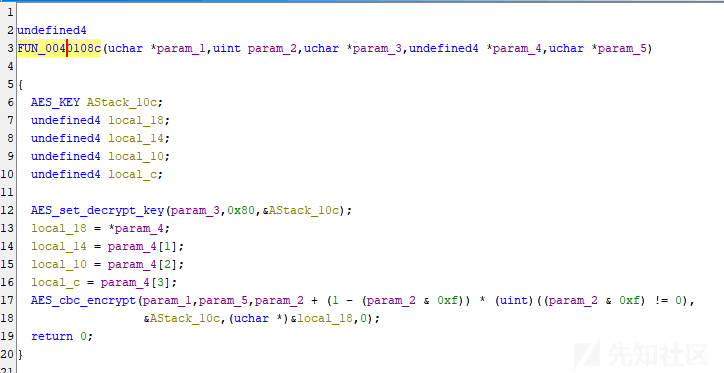 1
2 undefined4
3 FUN_0040108c(uchar *param_1,uint param_2,uchar *param_3,undefined4 *param_4,uchar *param_5)
4
5 {
6 AES_KEY AStack_10c;
7 undefined4 local_18;
8 undefined4 local_14;
9 undefined4 local_10;
10 undefined4 local_c;
11
12 AES_set_decrypt_key(param_3,0x80,&AStack_10c);
13 local_18 = *param_4;
14 local_14 = param_4[1];
15 local_10 = param_4[2];
16 local_c = param_4[3];
17 AES_cbc_encrypt(param_1,param_5,param_2 + (1 - (param_2 & 0xf)) * (uint)((param_2 & 0xf) != 0),
18 &AStack_10c,(uchar *)&local_18,0);
19 return 0;
20 }
21
先知社区